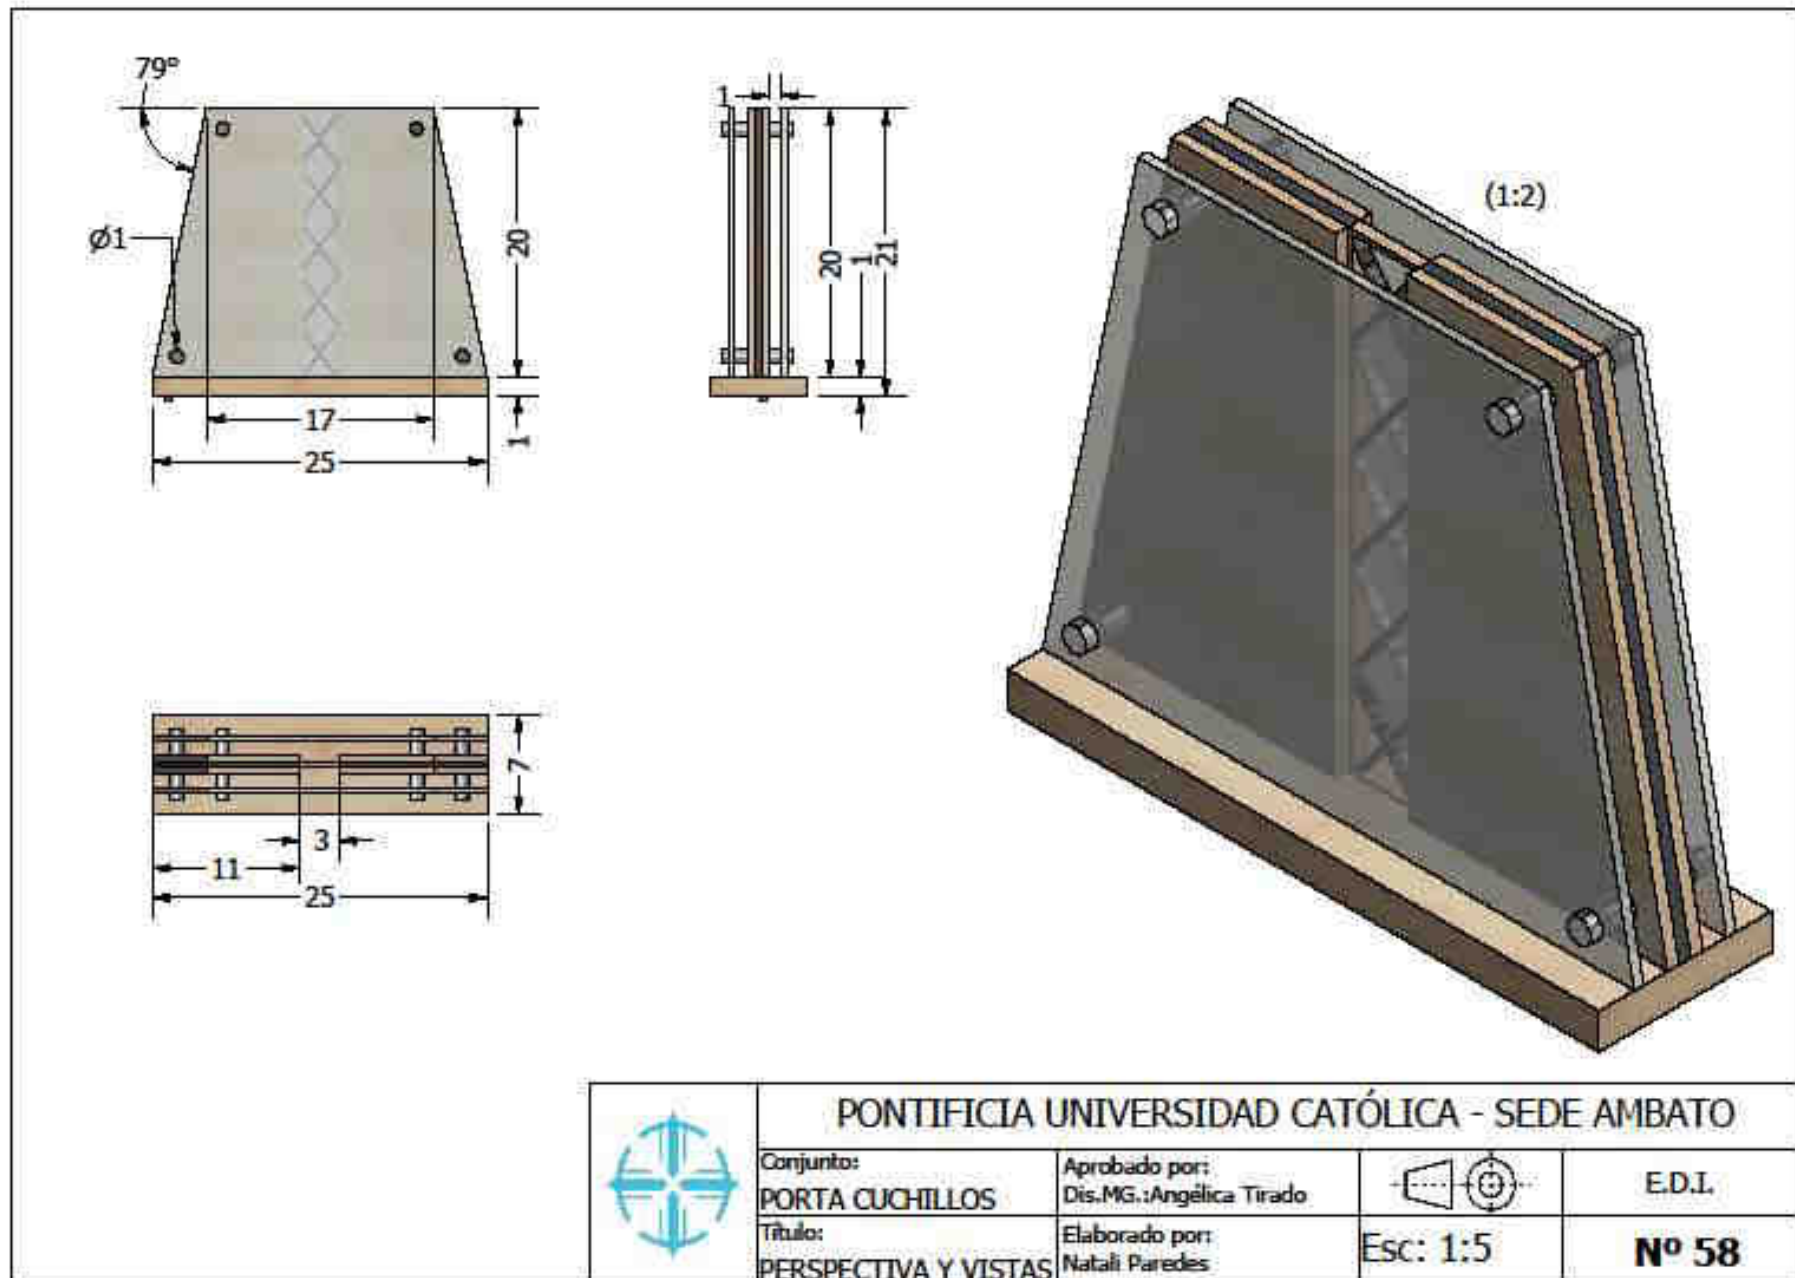 79°
Ø1
20
17
25
1
1
20
1
21
(1:2)
7
3
11
25
PONTIFICIA UNIVERSIDAD CATÓLICA - SEDE AMBATO
Conjunto:
PORTA CUCHILLOS
Aprobado por:
Dis.MG.:Angélica Tirado
E.D.I.
Título:
PERSPECTIVA Y VISTAS
Elaborado por:
Natali Paredes
Esc: 1:5
Nº 58